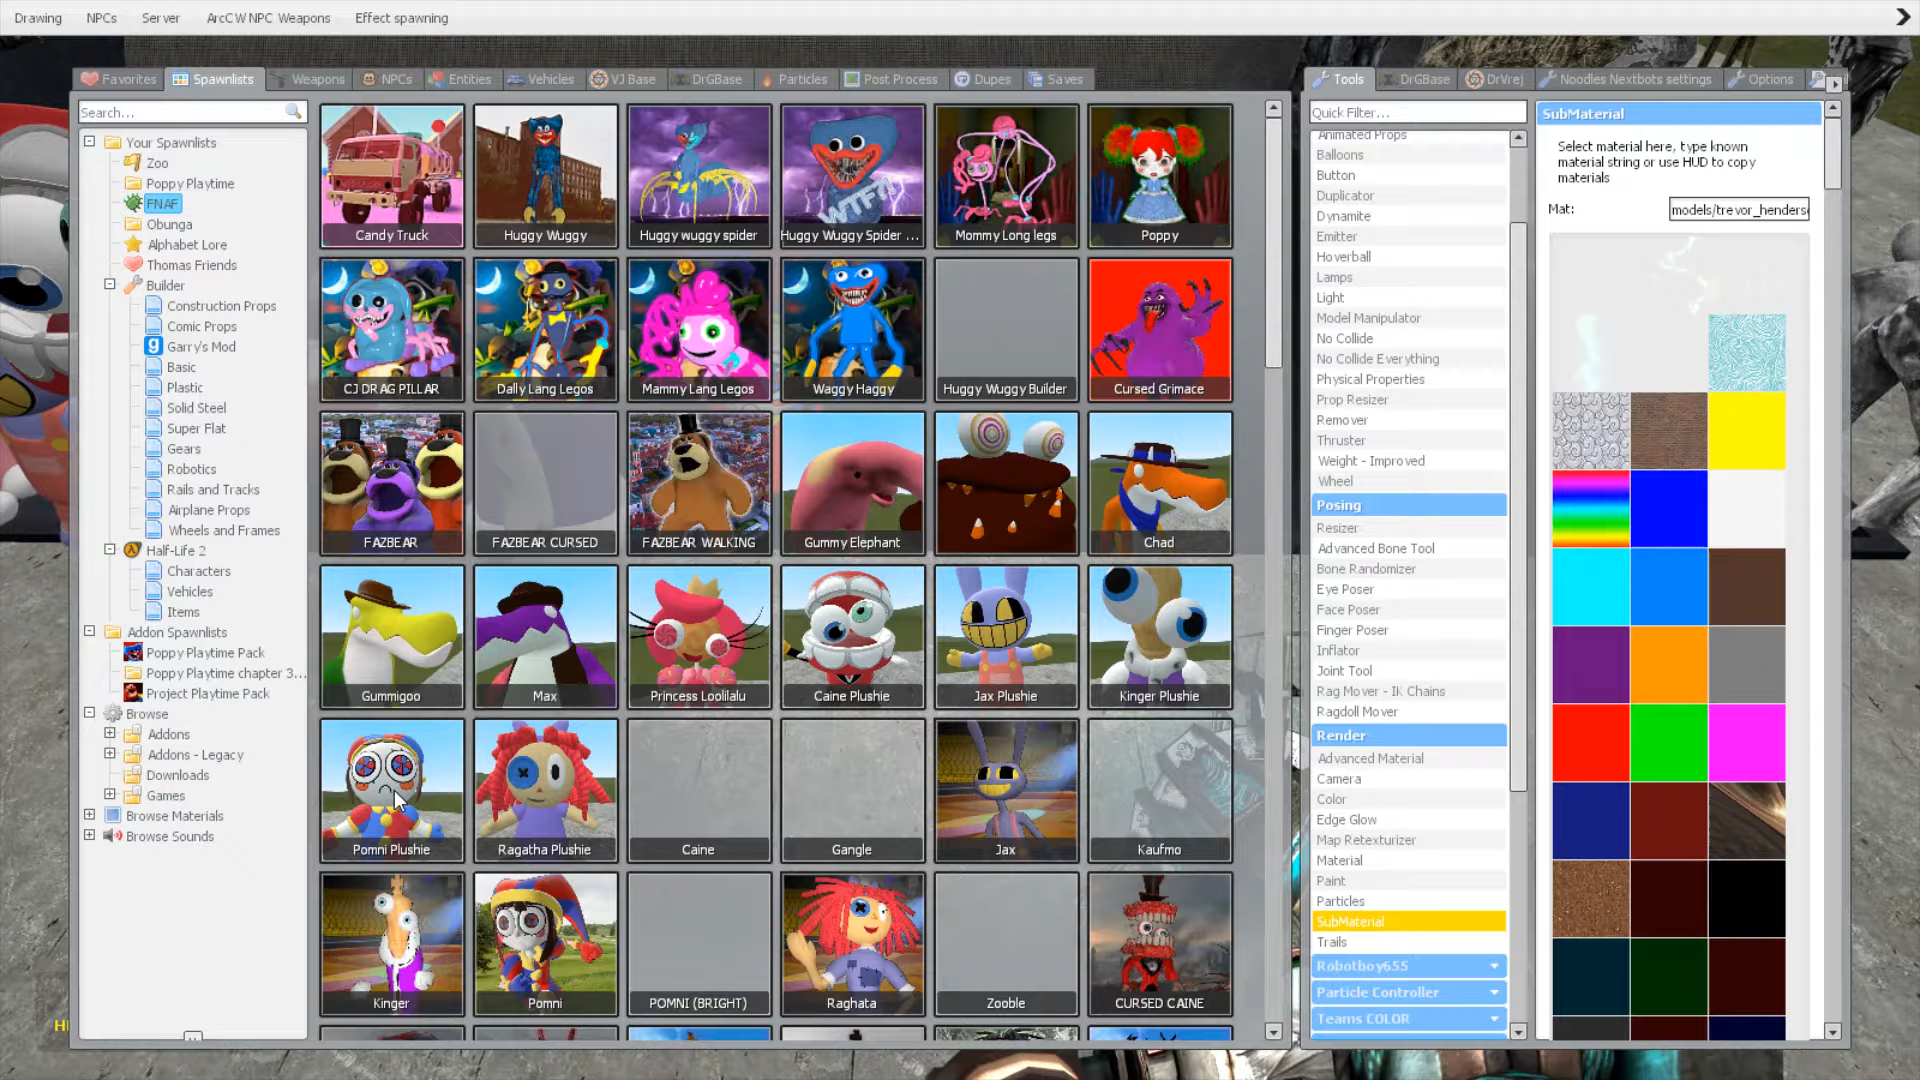 Drawing NPCs Server ArcCW NPC Weapons Effect spawning
Favorites Spawnlists Weapons NPCs Entities Vehicles VJ Base DrGBase Particles Post Process Dupes Saves
Tools DrGBase DrVrej Noodles Nextbots settings Options
Search...
Your Spawnlists
Zoo
Poppy Playtime
FNAF
Obunga
Alphabet Lore
Thomas Friends
Builder
Construction Props
Comic Props
Garry's Mod
Basic
Plastic
Solid Steel
Super Flat
Gears
Robotics
Rails and Tracks
Airplane Props
Wheels and Frames
Half-Life 2
Characters
Vehicles
Items
Addon Spawnlists
Poppy Playtime Pack
Poppy Playtime chapter 3...
Project Playtime Pack
Browse
Addons
Addons - Legacy
Downloads
Games
Browse Materials
Browse Sounds
WTF!
Candy Truck Huggy Wuggy Huggy wuggy spider Huggy Wuggy Spider ... Mommy Long legs Poppy
CJ DRAG PILLAR Dally Lang Legos Mammy Lang Legos Waggy Haggy Huggy Wuggy Builder Cursed Grimace
FAZBEAR FAZBEAR CURSED FAZBEAR WALKING Gummy Elephant Chad
Gummigoo Max Princess Loolilalu Caine Plushie Jax Plushie Kinger Plushie
Pomni Plushie Ragatha Plushie Caine Gangle Jax Kaufmo
Kinger Pomni POMNI (BRIGHT) Raghata Zooble CURSED CAINE
Quick Filter...
Animated Props
Balloons
Button
Duplicator
Dynamite
Emitter
Hoverball
Lamps
Light
Model Manipulator
No Collide
No Collide Everything
Physical Properties
Prop Resizer
Remover
Thruster
Weight - Improved
Wheel
Posing
Resizer
Advanced Bone Tool
Bone Randomizer
Eye Poser
Face Poser
Finger Poser
Inflator
Joint Tool
Rag Mover - IK Chains
Ragdoll Mover
Render
Advanced Material
Camera
Color
Edge Glow
Map Retexturizer
Material
Paint
Particles
SubMaterial
Trails
Robotboy655
Particle Controller
Teams COLOR
SubMaterial
Select material here, type known
material string or use HUD to copy
materials
Mat: models/trevor_henders